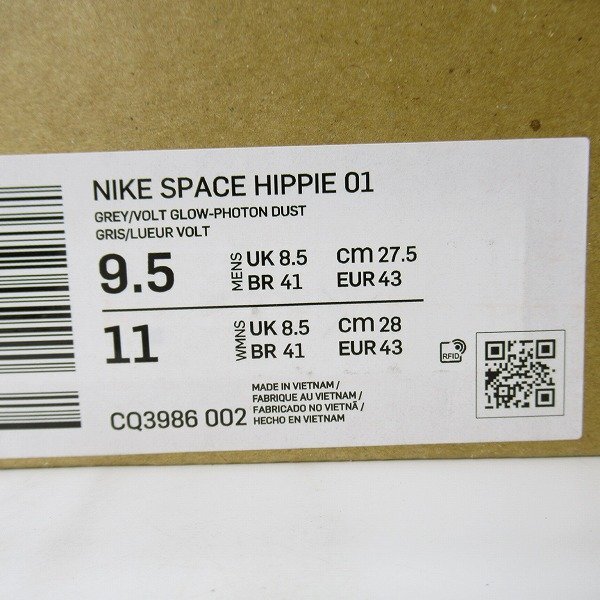 NIKE SPACE HIPPIE 01
GREY/VOLT GLOW-PHOTON DUST
GRIS/LUEUR VOLT
9.5 MENS UK 8.5 CM 27.5
BR 41 EUR 43
11 WMNS UK 8.5 CM 28
BR 41 EUR 43
RFID
CQ3986 002
MADE IN VIETNAM /
FABRIQUE AU VIETNAM /
FABRICADO NO VIETNÃ /
HECHO EN VIETNAM